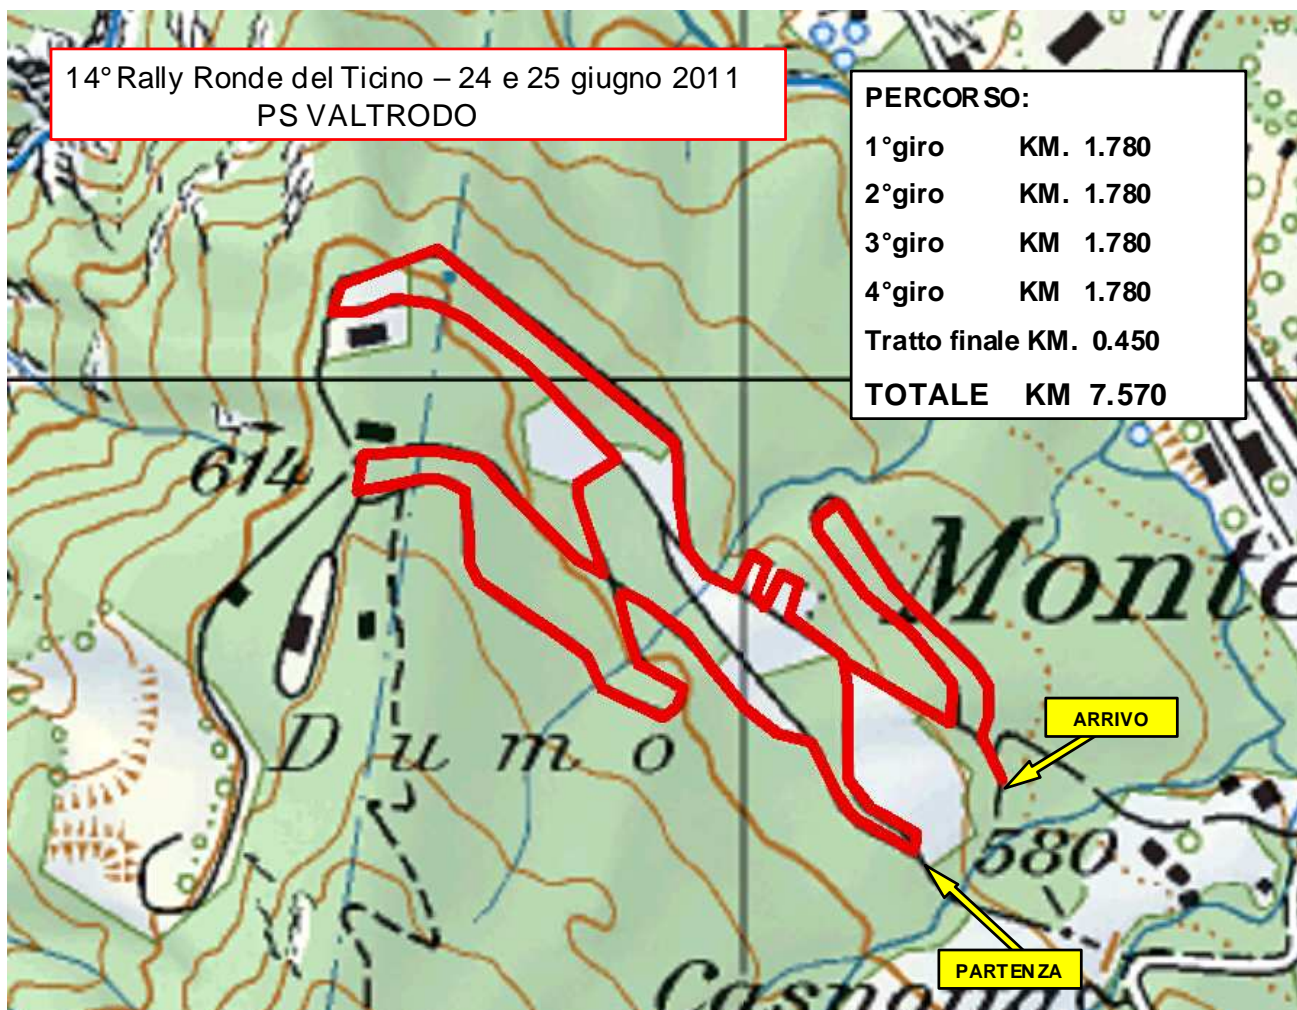 14° Rally Ronde del Ticino – 24 e 25 giugno 2011
PS VALTRODO
PERCORSO:
1°giro KM. 1.780
2°giro KM. 1.780
3°giro KM 1.780
4°giro KM 1.780
Tratto finale KM. 0.450
TOTALE KM 7.570
614
Monte
Dumo
ARRIVO
580
PARTENZA